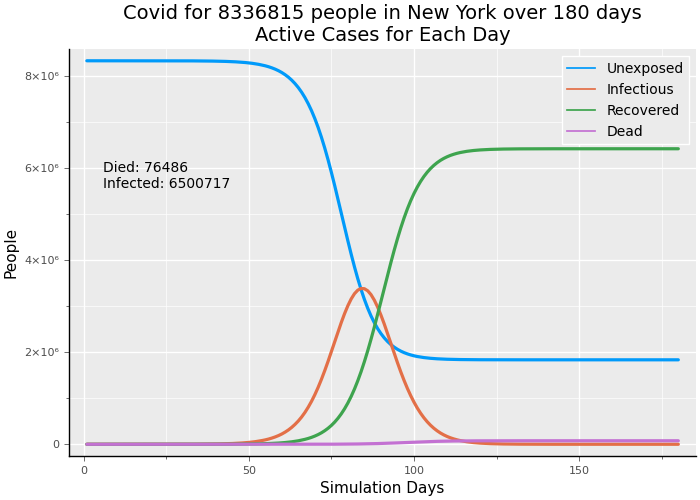 Covid for 8336815 people in New York over 180 days
Active Cases for Each Day
Unexposed
Infectious
Recovered
Dead
Died: 76486
Infected: 6500717
8×10⁶
6×10⁶
4×10⁶
2×10⁶
0
People
0 50 100 150
Simulation Days